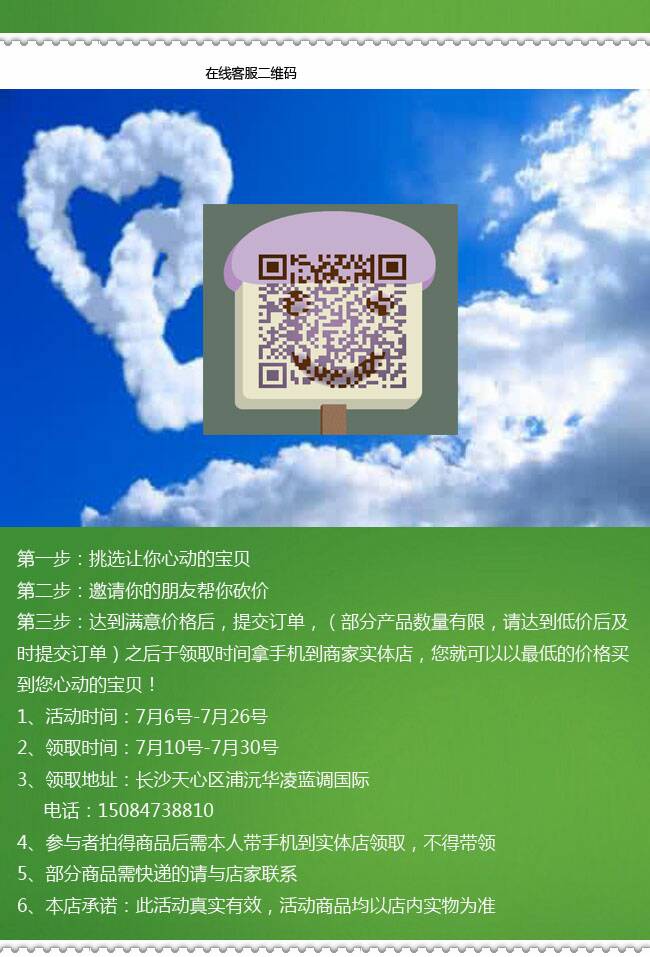 在线客服二维码
第一步：挑选让你心动的宝贝
第二步：邀请你的朋友帮你砍价
第三步：达到满意价格后，提交订单，（部分产品数量有限，请达到低价后及
时提交订单）之后于领取时间拿手机到商家实体店，您就可以以最低的价格买
到您心动的宝贝！
1、活动时间：7月6号-7月26号
2、领取时间：7月10号-7月30号
3、领取地址：长沙天心区浦沅华凌蓝调国际
电话：15084738810
4、参与者拍得商品后需本人带手机到实体店领取，不得带领
5、部分商品需快递的请与店家联系
6、本店承诺：此活动真实有效，活动商品均以店内实物为准